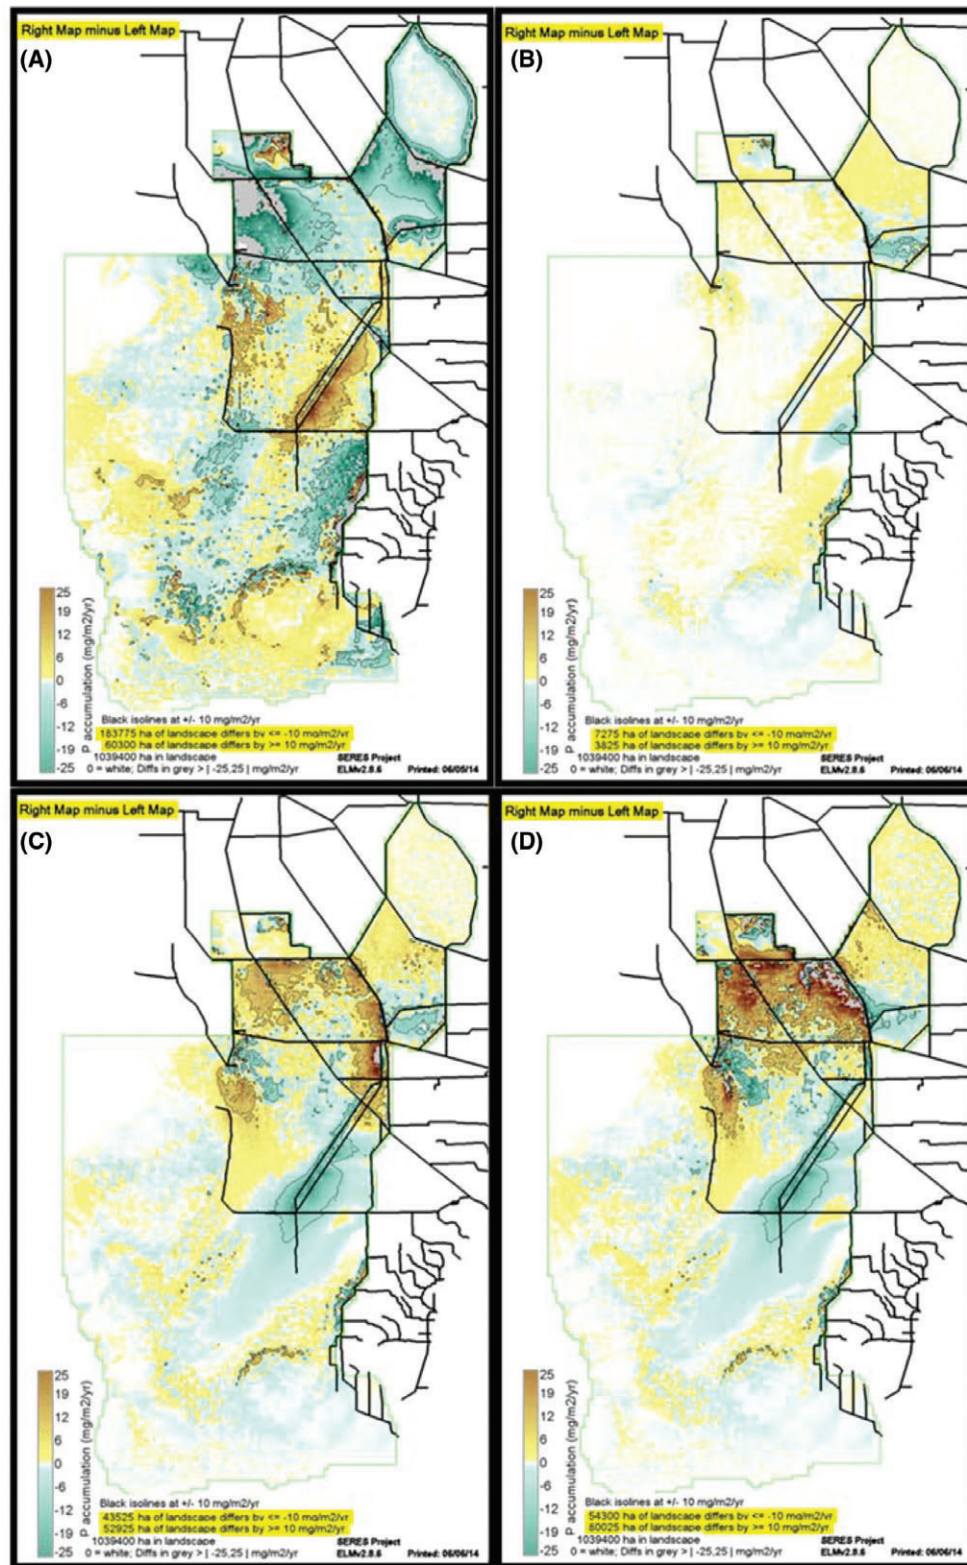 Right Map minus Left Map
(A)
25
19
12
6
0
-6
-12
-19
-25
P accumulation (mg/m2/yr)
Black isolines at +/- 10 mg/m2/yr
183775 ha of landscape differs by <= -10 mg/m2/yr
60300 ha of landscape differs by >= 10 mg/m2/yr
1039400 ha in landscape
SERES Project
0 = white; Diffs in grey > | -25,25 | mg/m2/yr
ELMv2.8.6
Printed: 06/05/14
Right Map minus Left Map
(B)
25
19
12
6
0
-6
-12
-19
-25
P accumulation (mg/m2/yr)
Black isolines at +/- 10 mg/m2/yr
7275 ha of landscape differs by <= -10 mg/m2/yr
3825 ha of landscape differs by >= 10 mg/m2/yr
1039400 ha in landscape
SERES Project
0 = white; Diffs in grey > | -25,25 | mg/m2/yr
ELMv2.8.6
Printed: 06/06/14
Right Map minus Left Map
(C)
25
19
12
6
0
-6
-12
-19
-25
P accumulation (mg/m2/yr)
Black isolines at +/- 10 mg/m2/yr
43525 ha of landscape differs by <= -10 mg/m2/yr
52925 ha of landscape differs by >= 10 mg/m2/yr
1039400 ha in landscape
SERES Project
0 = white; Diffs in grey > | -25,25 | mg/m2/yr
ELMv2.8.6
Printed: 06/06/14
Right Map minus Left Map
(D)
25
19
12
6
0
-6
-12
-19
-25
P accumulation (mg/m2/yr)
Black isolines at +/- 10 mg/m2/yr
54300 ha of landscape differs by <= -10 mg/m2/yr
ha of landscape differs by >= 10 mg/m2/yr
1039400 ha in landscape
SERES Project
0 = white; Diffs in grey > | -25,25 | mg/m2/yr
ELMv2.8.6
Printed: 06/06/14